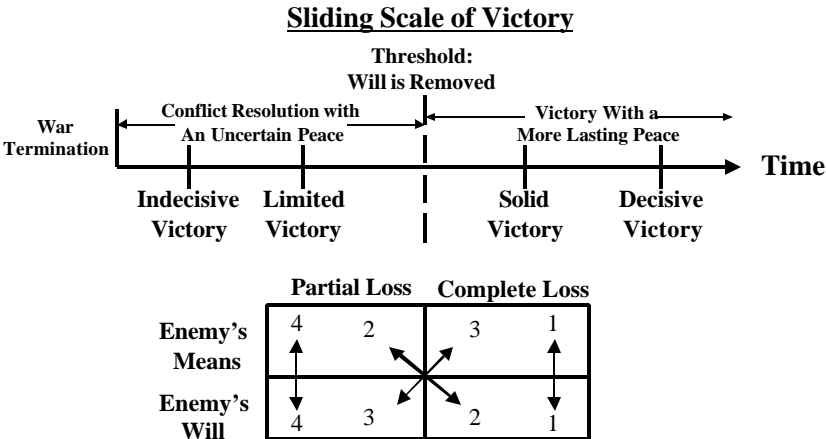 Sliding Scale of Victory
Threshold:
Will is Removed
Conflict Resolution with
An Uncertain Peace
Victory With a
More Lasting Peace
War
Termination
Time
Indecisive
Victory
Limited
Victory
Solid
Victory
Decisive
Victory
Partial Loss
Complete Loss
Enemy's
Means
4 2 3 1
Enemy's
Will
4 3 2 1